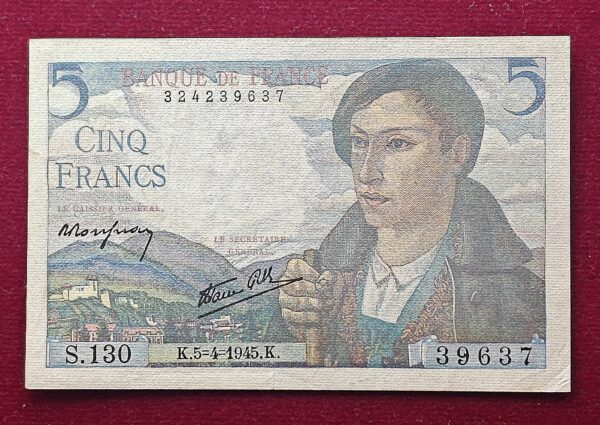 5 BANQUE DE FRANCE 5
324239637
CINQ
FRANCS
LE CAISSIER GÉNÉRAL,
LE SECRÉTAIRE
GÉNÉRAL,
S.130 K.5=4=1945.K. 39637